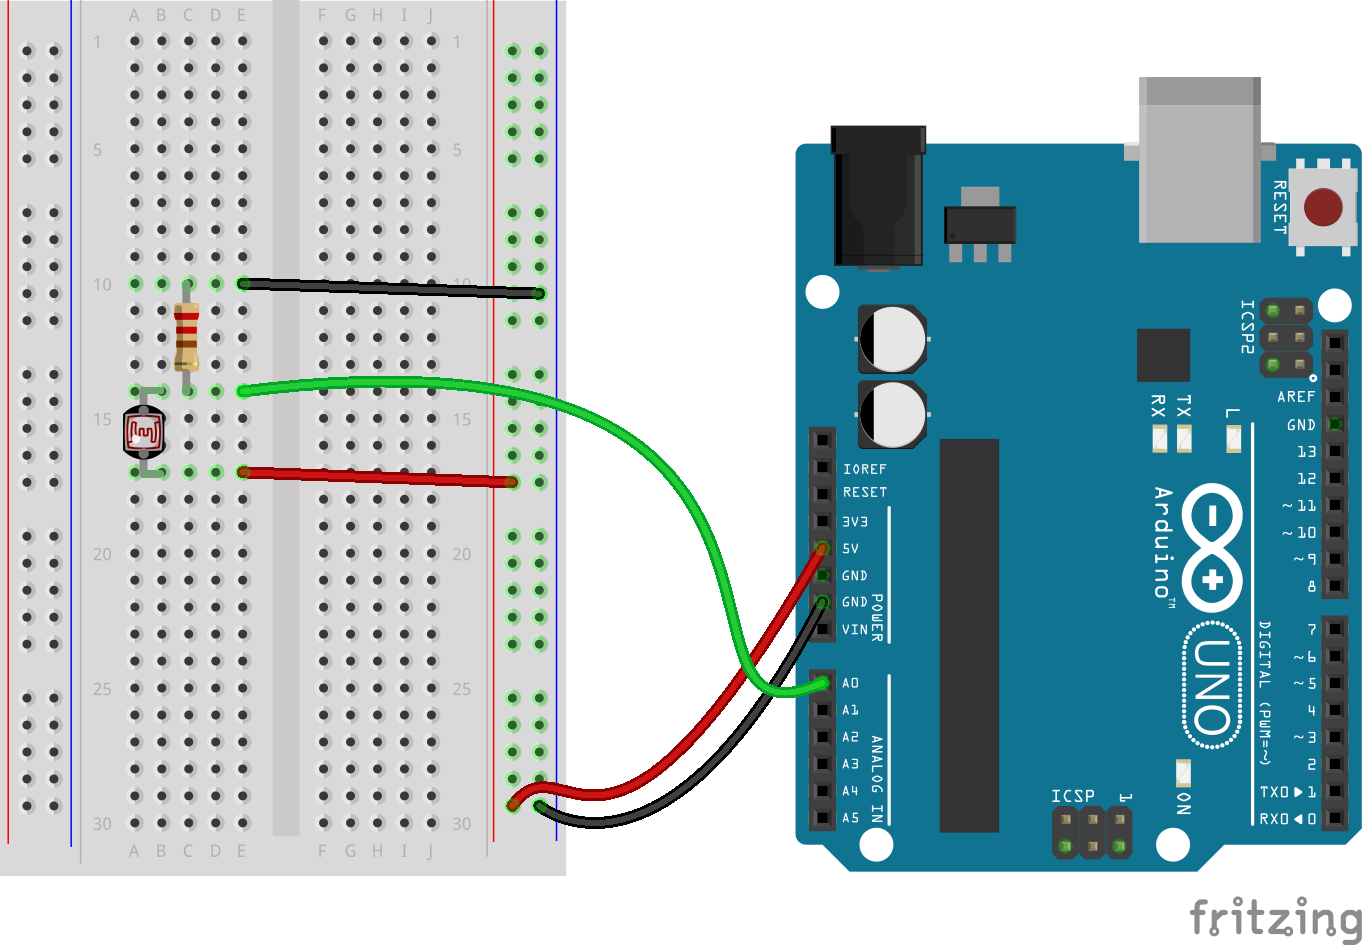 A B C D E F G H I J
1 1
5 5
10 10
15 15
20 20
25 25
30 30
A B C D E F G H I J
RESET
ICSP2
IOREF
RESET
3V3
5V
GND
GND
VIN
POWER
A0
A1
A2
A3
A4
A5
ANALOG IN
RX
TX
L
Arduino™
UNO
ON
ICSP
1
AREF
GND
13
12
~11
~10
~9
8
7
~6
~5
4
~3
2
TX0▶1
RX0◀0
DIGITAL (PWM=~)
fritzing